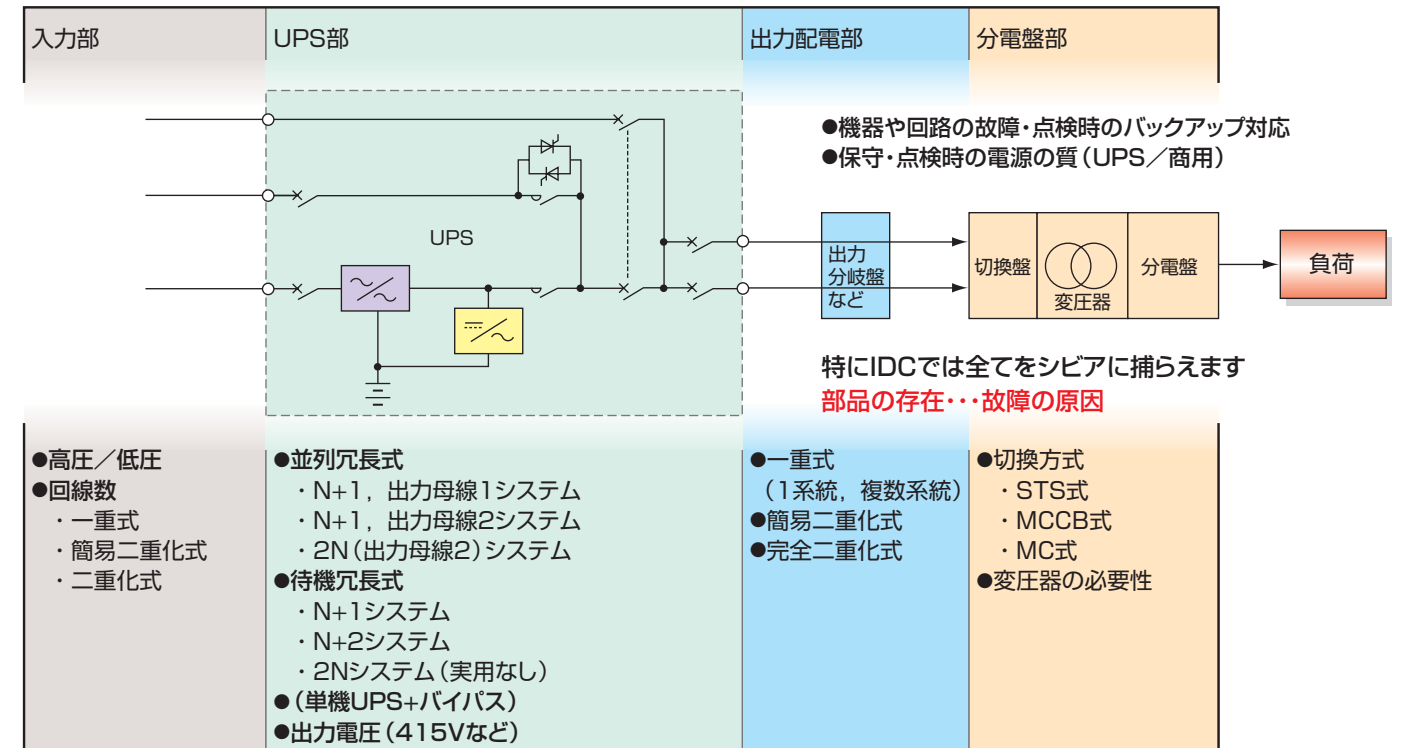 入力部
UPS部
出力配電部
分電盤部
●機器や回路の故障・点検時のバックアップ対応
●保守・点検時の電源の質（UPS／商用）
UPS
出力
分岐盤
など
切換盤
変圧器
分電盤
負荷
特にIDCでは全てをシビアに捕らえます
部品の存在・・・故障の原因
●高圧／低圧
●回線数
・一重式
・簡易二重化式
・二重化式
●並列冗長式
・N+1，出力母線1システム
・N+1，出力母線2システム
・2N（出力母線2）システム
●待機冗長式
・N+1システム
・N+2システム
・2Nシステム（実用なし）
●（単機UPS+バイパス）
●出力電圧（415Vなど）
●一重式
（1系統，複数系統）
●簡易二重化式
●完全二重化式
●切換方式
・STS式
・MCCB式
・MC式
●変圧器の必要性